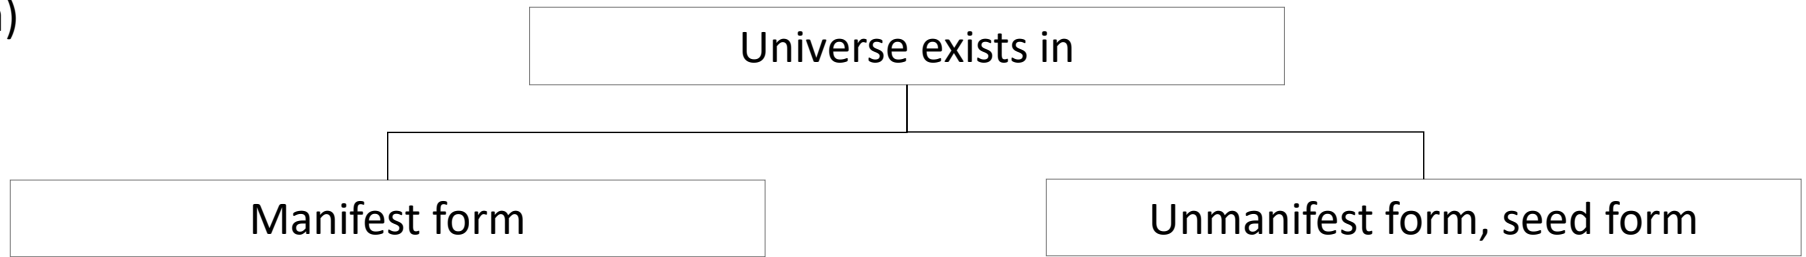 Universe exists in
Manifest form
Unmanifest form, seed form